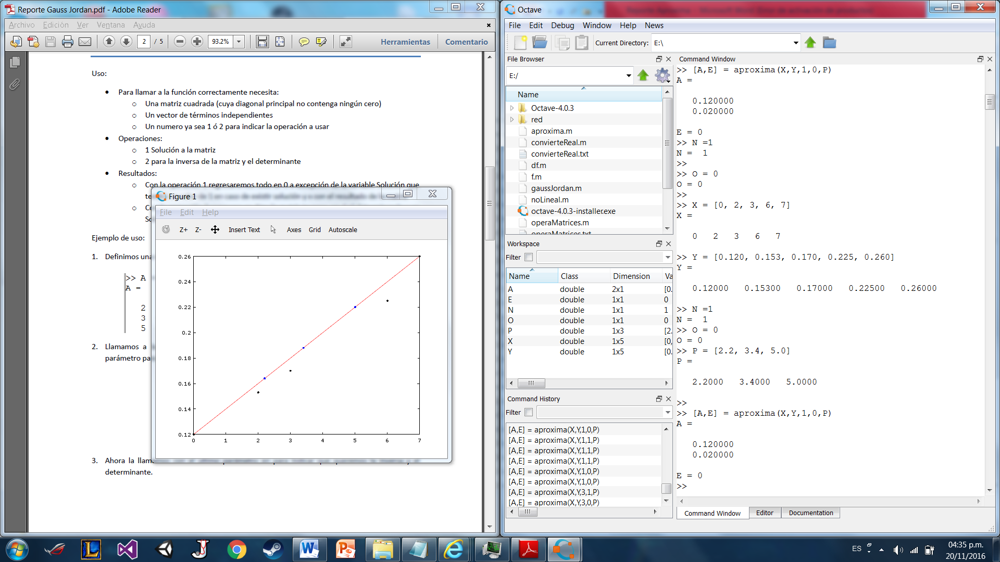 Reporte Gauss Jordan.pdf - Adobe Reader
Archivo Edición Ver Ventana Ayuda
2 / 5 93.2% Herramientas Comentario
Uso:
• Para llamar a la función correctamente necesita:
o Una matriz cuadrada (cuya diagonal principal no contenga ningún cero)
o Un vector de términos independientes
o Un numero ya sea 1 ó 2 para indicar la operación a usar
• Operaciones:
o 1 Solución a la matriz
o 2 para la inversa de la matriz y el determinante
• Resultados:
o Con la operación 1 regresaremos todo en 0 a excepción de la variable Solución que
Ejemplo de uso:
1. Definimos una
>> A
A =
2
3
5
2. Llamamos a
parámetro pa
3. Ahora la llam
determinante.
Figure 1
File Edit Help
Z+ Z- Insert Text Axes Grid Autoscale
0.26
0.24
0.22
0.2
0.18
0.16
0.14
0.12
0 1 2 3 4 5 6 7
Octave
File Edit Debug Window Help News
Current Directory: E:\
File Browser
E:/
Name
Octave-4.0.3
red
aproxima.m
convierteReal.m
convierteReal.txt
df.m
f.m
gaussJordan.m
noLineal.m
octave-4.0.3-installer.exe
operaMatrices.m
operaMatrices.txt
Workspace
Filter
Name Class Dimension Va
A double 2x1 [0.
E double 1x1 0
N double 1x1 1
O double 1x1 0
P double 1x3 [2.
X double 1x5 [0,
Y double 1x5 [0.
Command History
Filter
[A,E] = aproxima(X,Y,1,0,P)
[A,E] = aproxima(X,Y,1,1,P)
[A,E] = aproxima(X,Y,1,1,P)
[A,E] = aproxima(X,Y,1,1,P)
[A,E] = aproxima(X,Y,1,0,P)
[A,E] = aproxima(X,Y,1,0,P)
[A,E] = aproxima(X,Y,3,1,P)
[A,E] = aproxima(X,Y,3,0,P)
Command Window
>> [A,E] = aproxima(X,Y,1,0,P)
A =
0.120000
0.020000
E = 0
>> N =1
N = 1
>>
>> O = 0
O = 0
>>
>> X = [0, 2, 3, 6, 7]
X =
0 2 3 6 7
>> Y = [0.120, 0.153, 0.170, 0.225, 0.260]
Y =
0.12000 0.15300 0.17000 0.22500 0.26000
>> N =1
N = 1
>> O = 0
O = 0
>> P = [2.2, 3.4, 5.0]
P =
2.2000 3.4000 5.0000
>>
>> [A,E] = aproxima(X,Y,1,0,P)
A =
0.120000
0.020000
E = 0
>>
Command Window Editor Documentation
ES
04:35 p.m.
20/11/2016